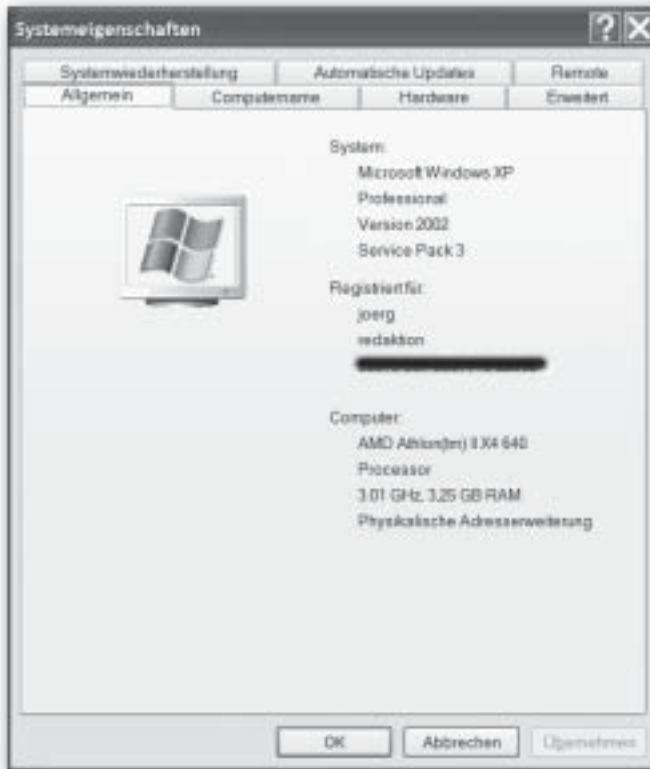 Systemeigenschaften
Systemwiederherstellung Automatische Updates Remote
Allgemein Computername Hardware Erweitert
System:
Microsoft Windows XP
Professional
Version 2002
Service Pack 3
Registriert für:
joerg
redaktion
Computer:
AMD Athlon(tm) II X4 640
Processor
3.01 GHz, 3,25 GB RAM
Physikalische Adresserweiterung
OK Abbrechen Übernehmen